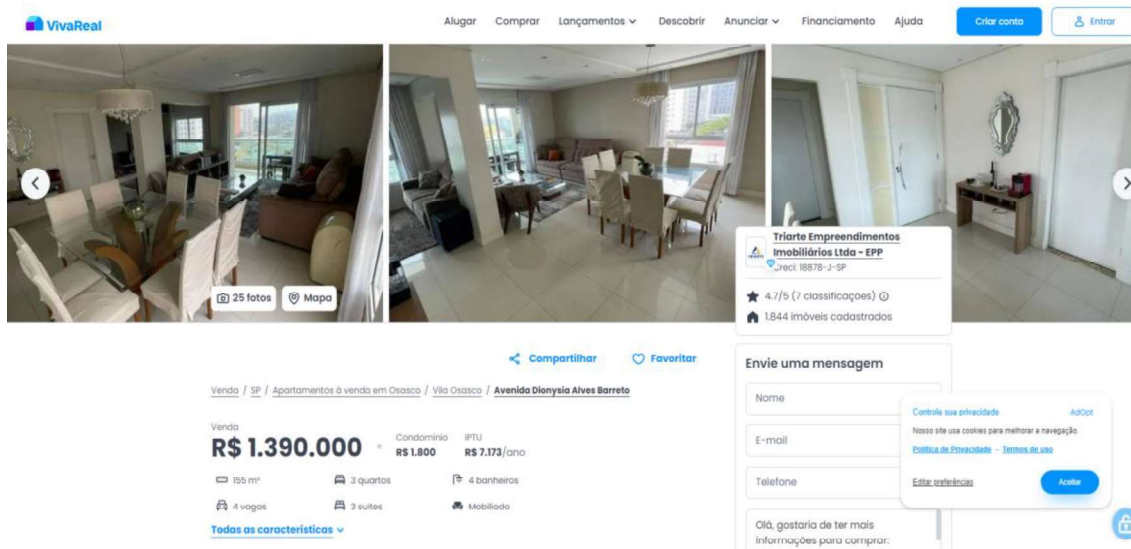 VivaReal
Alugar Comprar Lançamentos Descobrir Anunciar Financiamento Ajuda Criar conta Entrar
25 fotos Mapa
Triarte Empreendimentos
Imobiliários Ltda - EPP
Creci: 18878-J-SP
4.7/5 (7 classificações)
1.844 imóveis cadastrados
Compartilhar Favoritar
Envie uma mensagem
Venda / SP / Apartamentos à venda em Osasco / Vila Osasco / Avenida Dionysia Alves Barreto
Nome
Controle sua privacidade AdOpt
Nosso site usa cookies para melhorar a navegação.
Política de Privacidade - Termos de uso
Editar preferências Aceitar
Venda
R$ 1.390.000
Condomínio IPTU
R$ 1.800 R$ 7.173/ano
E-mail
155 m² 3 quartos 4 banheiros
Telefone
4 vagas 3 suítes Mobiliado
Todas as características
Olá, gostaria de ter mais
informações para comprar: